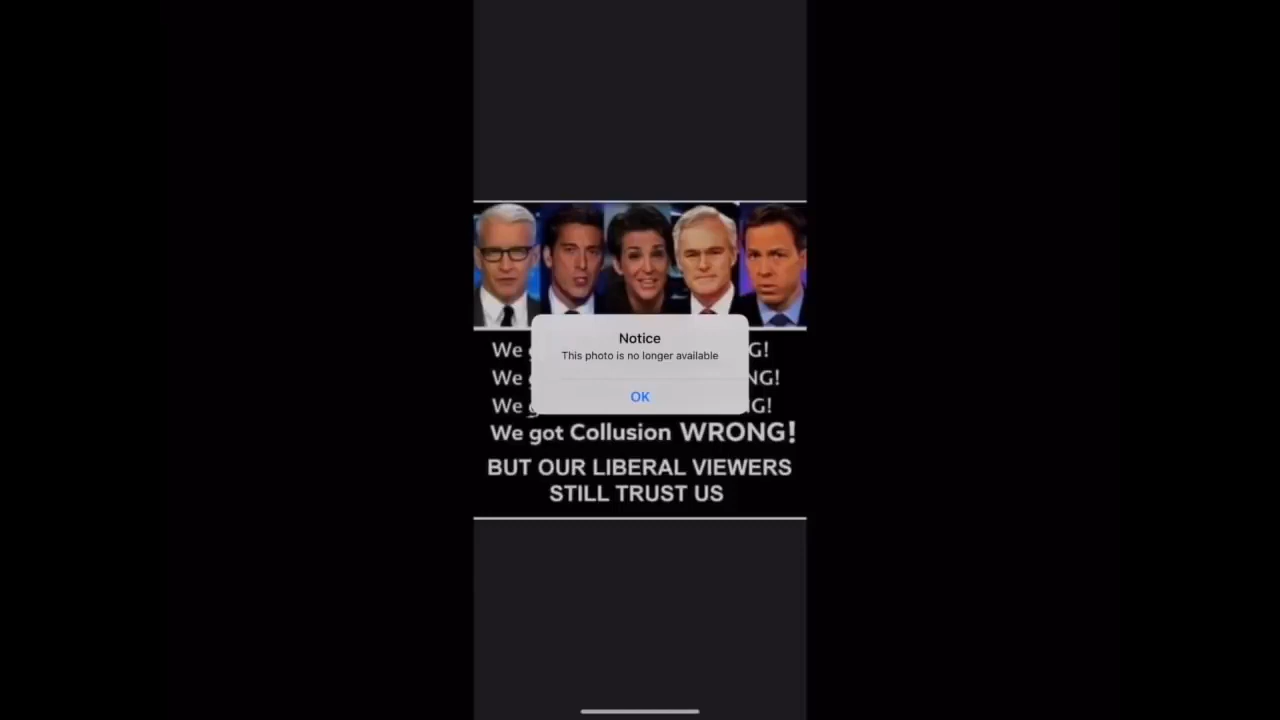 Notice
This photo is no longer available
OK
We
G!
We
NG!
We
G!
We got Collusion WRONG!
BUT OUR LIBERAL VIEWERS
STILL TRUST US